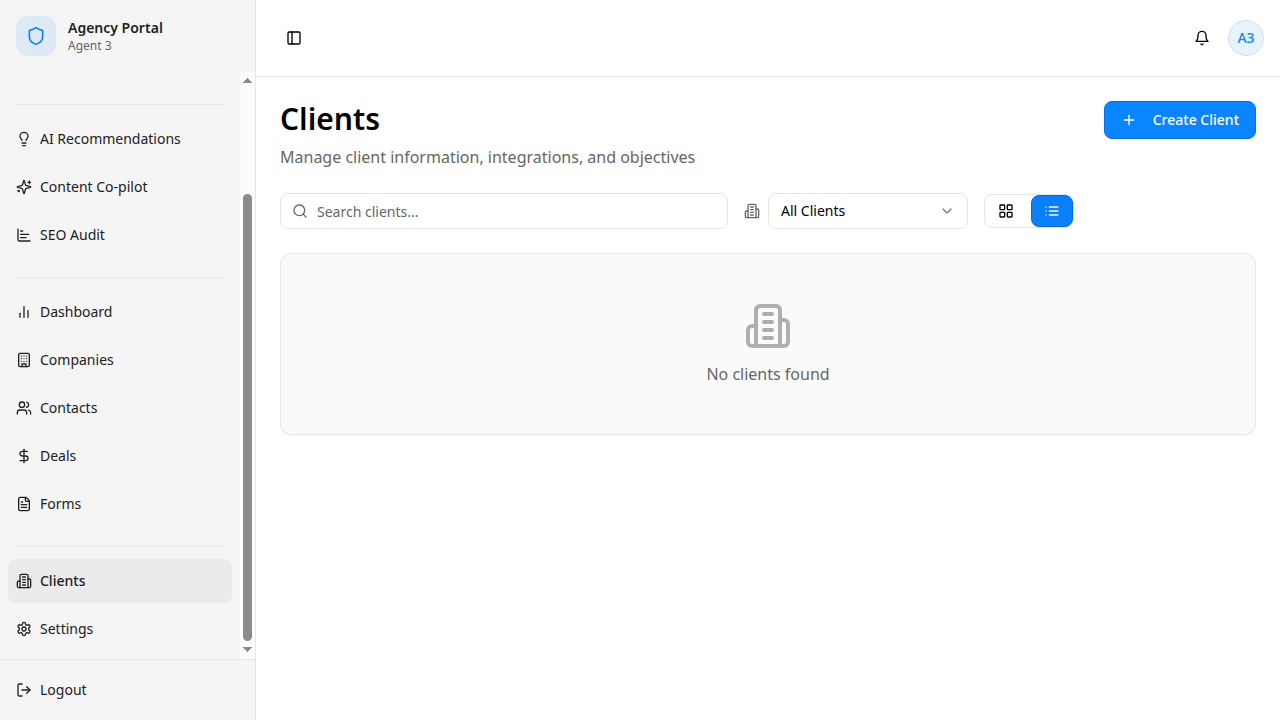 Agency Portal
Agent 3
AI Recommendations
Content Co-pilot
SEO Audit
Dashboard
Companies
Contacts
Deals
Forms
Clients
Settings
Logout
A3
Clients
Create Client
Manage client information, integrations, and objectives
Search clients...
All Clients
No clients found